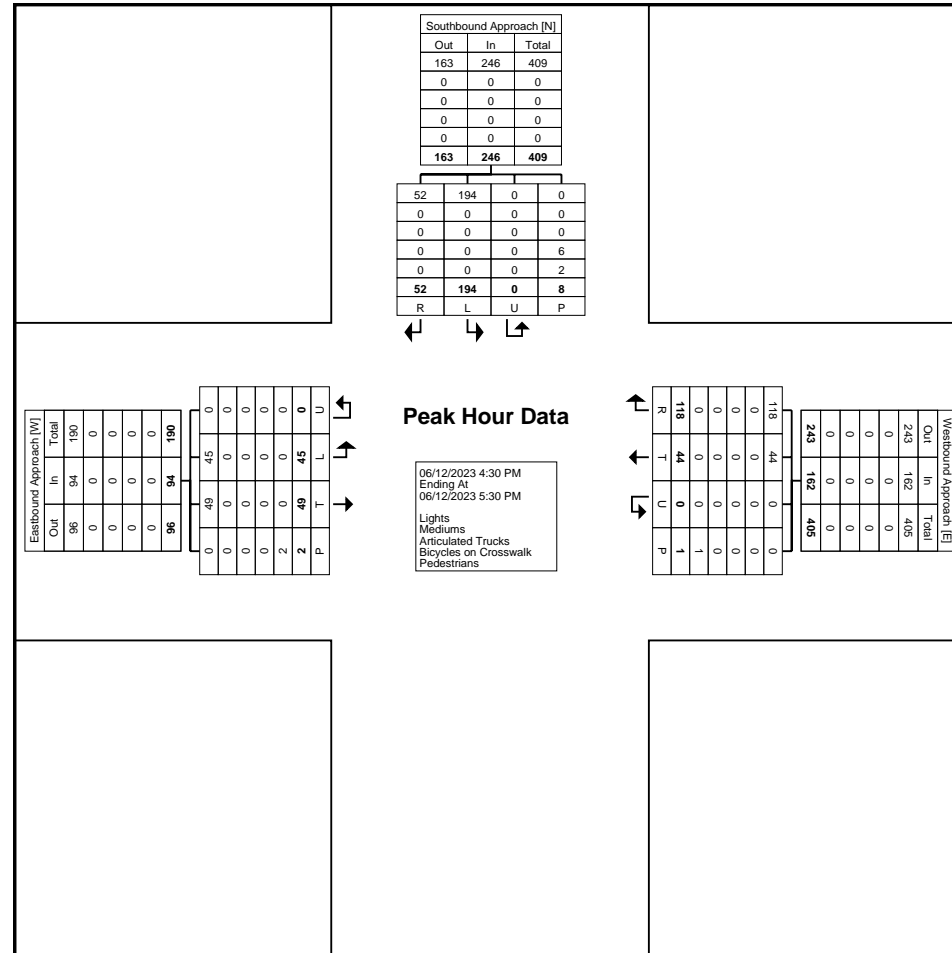 Southbound Approach [N]
Out In Total
163 246 409
0 0 0
0 0 0
0 0 0
0 0 0
163 246 409
52 194 0 0
0 0 0 0
0 0 0 0
0 0 0 6
0 0 0 2
52 194 0 8
R L U P
Eastbound Approach [W]
Total In Out
190 94 96
0 0 0
0 0 0
0 0 0
0 0 0
190 94 96
0 45 49 0
0 0 0 0
0 0 0 0
0 0 0 0
0 0 0 2
0 45 49 2
U L T P
Peak Hour Data
06/12/2023 4:30 PM
Ending At
06/12/2023 5:30 PM
Lights
Mediums
Articulated Trucks
Bicycles on Crosswalk
Pedestrians
R T U P
118 44 0 1
0 0 0 1
0 0 0 0
0 0 0 0
0 0 0 0
118 44 0 0
243 162 405
0 0 0
0 0 0
0 0 0
0 0 0
243 162 405
Out In Total
Westbound Approach [E]